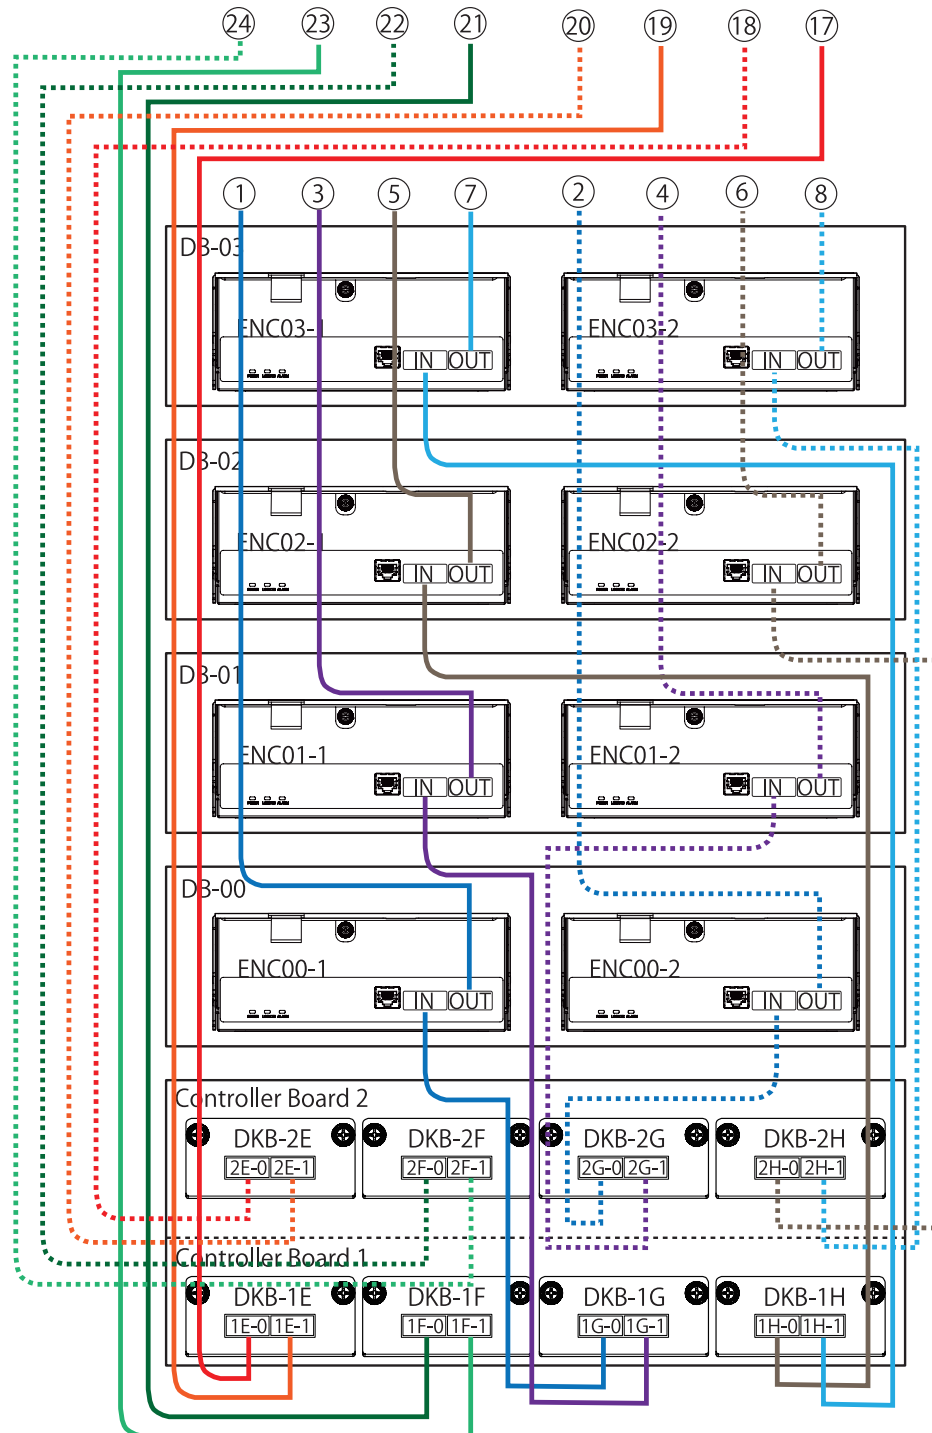 24 23 22 21 20 19 18 17
1 3 5 7 2 4 6 8
DB-03
ENC03-1 ENC03-2
IN OUT IN OUT
DB-02
ENC02-1 ENC02-2
IN OUT IN OUT
DB-01
ENC01-1 ENC01-2
IN OUT IN OUT
DB-00
ENC00-1 ENC00-2
IN OUT IN OUT
Controller Board 2
DKB-2E DKB-2F DKB-2G DKB-2H
2E-0 2E-1 2F-0 2F-1 2G-0 2G-1 2H-0 2H-1
Controller Board 1
DKB-1E DKB-1F DKB-1G DKB-1H
1E-0 1E-1 1F-0 1F-1 1G-0 1G-1 1H-0 1H-1